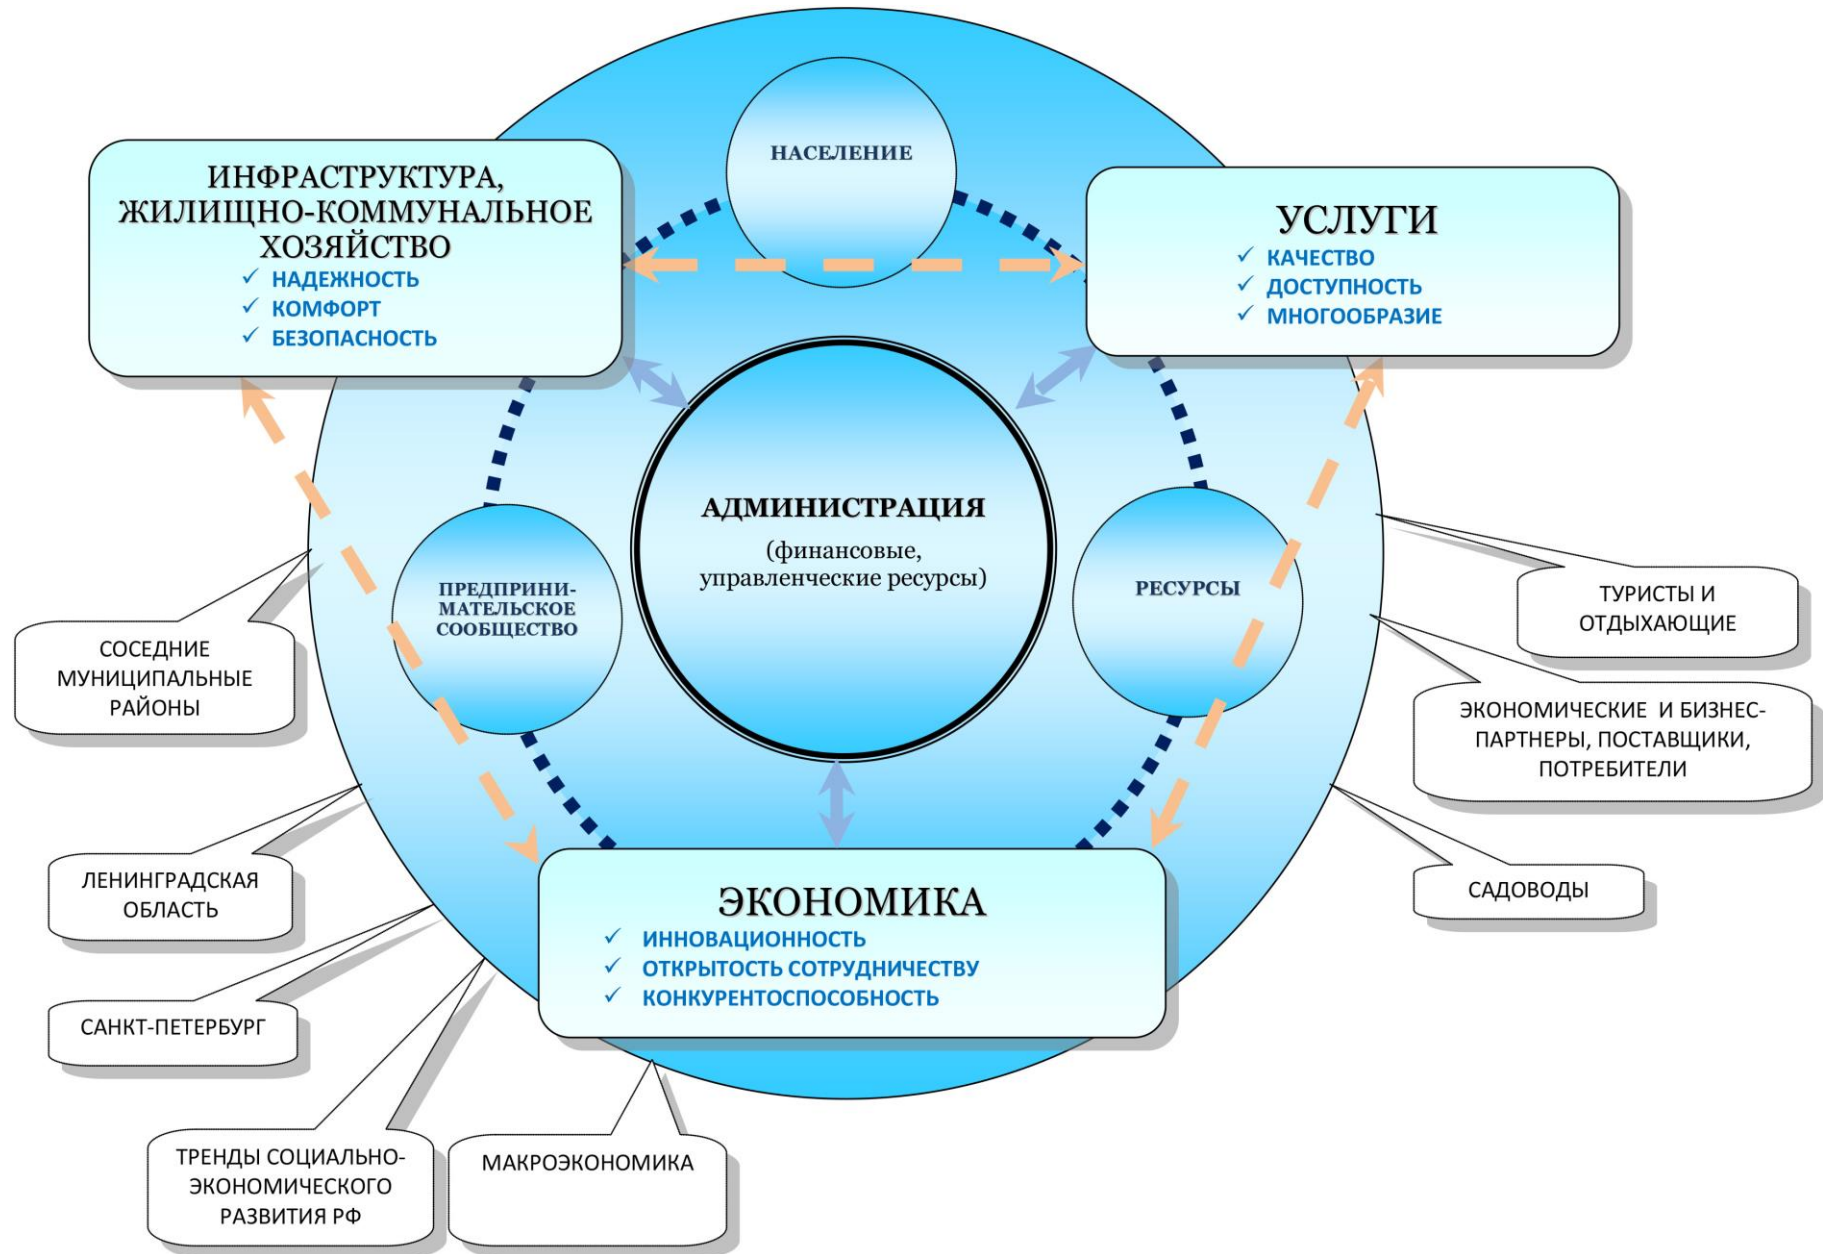 НАСЕЛЕНИЕ
ИНФРАСТРУКТУРА,
ЖИЛИЩНО-КОММУНАЛЬНОЕ
ХОЗЯЙСТВО
✓ НАДЕЖНОСТЬ
✓ КОМФОРТ
✓ БЕЗОПАСНОСТЬ
УСЛУГИ
✓ КАЧЕСТВО
✓ ДОСТУПНОСТЬ
✓ МНОГООБРАЗИЕ
АДМИНИСТРАЦИЯ
(финансовые,
управленческие ресурсы)
ПРЕДПРИНИ-
МАТЕЛЬСКОЕ
СООБЩЕСТВО
РЕСУРСЫ
ТУРИСТЫ И
ОТДЫХАЮЩИЕ
СОСЕДНИЕ
МУНИЦИПАЛЬНЫЕ
РАЙОНЫ
ЭКОНОМИЧЕСКИЕ И БИЗНЕС-
ПАРТНЕРЫ, ПОСТАВЩИКИ,
ПОТРЕБИТЕЛИ
ЛЕНИНГРАДСКАЯ
ОБЛАСТЬ
САДОВОДЫ
ЭКОНОМИКА
✓ ИННОВАЦИОННОСТЬ
✓ ОТКРЫТОСТЬ СОТРУДНИЧЕСТВУ
✓ КОНКУРЕНТОСПОСОБНОСТЬ
САНКТ-ПЕТЕРБУРГ
ТРЕНДЫ СОЦИАЛЬНО-
ЭКОНОМИЧЕСКОГО
РАЗВИТИЯ РФ
МАКРОЭКОНОМИКА